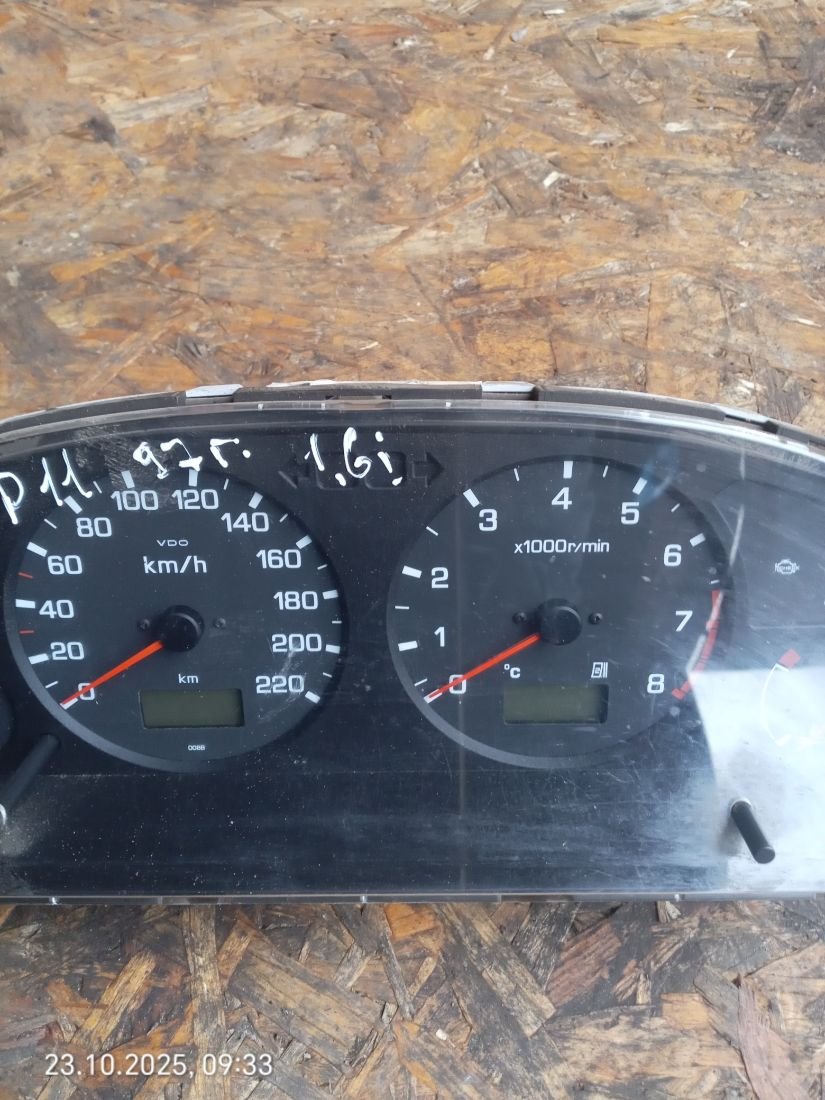 P11. 97г. 1.6i
0 20 40 60 80 100 120 140 160 180 200 220
VDO
km/h
km
008B
0 1 2 3 4 5 6 7 8
x1000r/min
°C
23.10.2025, 09:33